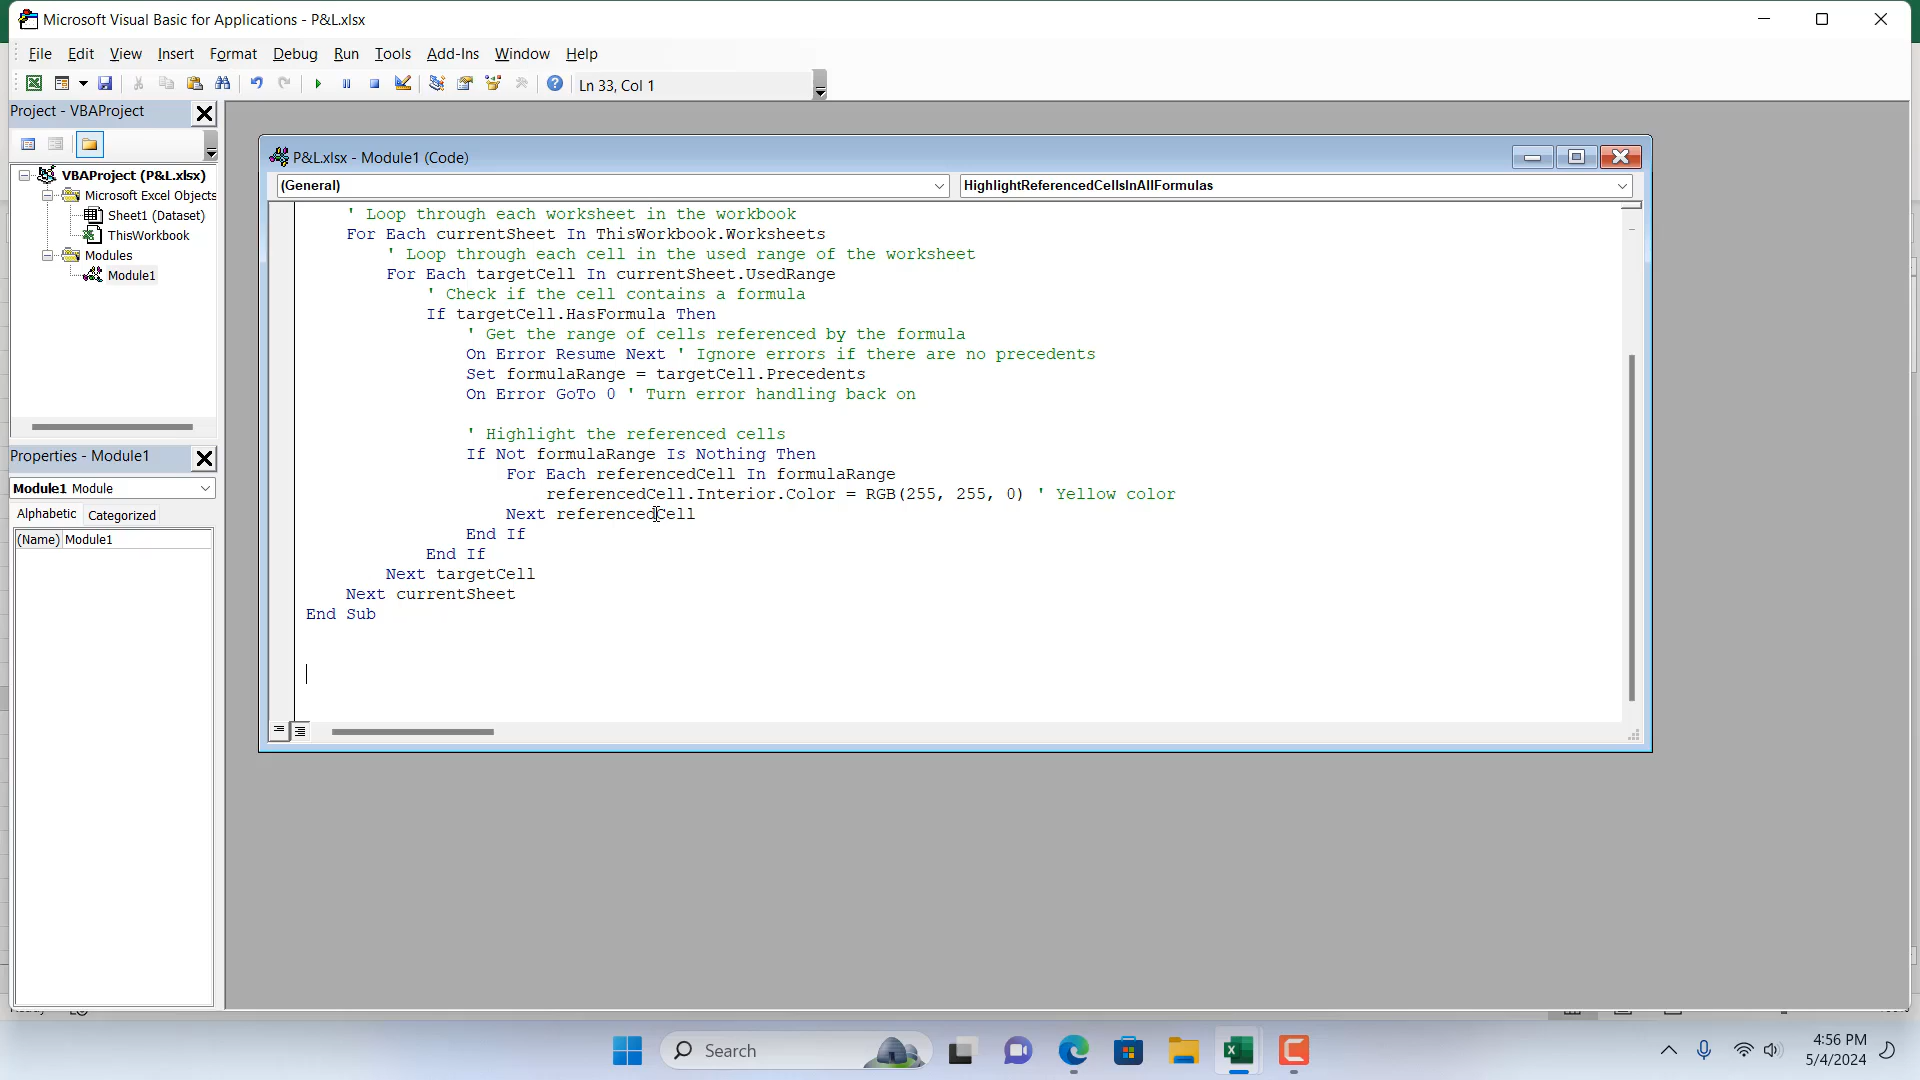 Microsoft Visual Basic for Applications - P&L.xlsx
File Edit View Insert Format Debug Run Tools Add-Ins Window Help
Ln 33, Col 1
Project - VBAProject
VBAProject (P&L.xlsx)
Microsoft Excel Objects
Sheet1 (Dataset)
ThisWorkbook
Modules
Module1
Properties - Module1
Module1 Module
Alphabetic Categorized
(Name) Module1
P&L.xlsx - Module1 (Code)
(General) HighlightReferencedCellsInAllFormulas
' Loop through each worksheet in the workbook
For Each currentSheet In ThisWorkbook.Worksheets
' Loop through each cell in the used range of the worksheet
For Each targetCell In currentSheet.UsedRange
' Check if the cell contains a formula
If targetCell.HasFormula Then
' Get the range of cells referenced by the formula
On Error Resume Next ' Ignore errors if there are no precedents
Set formulaRange = targetCell.Precedents
On Error GoTo 0 ' Turn error handling back on
' Highlight the referenced cells
If Not formulaRange Is Nothing Then
For Each referencedCell In formulaRange
referencedCell.Interior.Color = RGB(255, 255, 0) ' Yellow color
Next referencedCell
End If
End If
Next targetCell
Next currentSheet
End Sub
Search
4:56 PM
5/4/2024